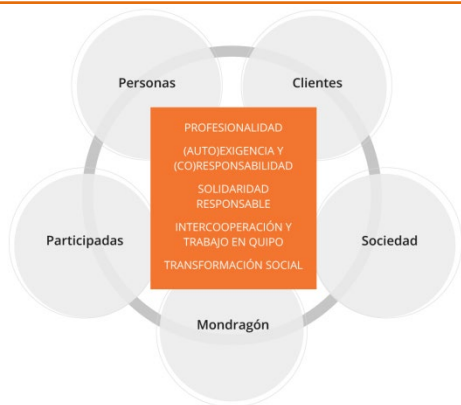 Personas
Clientes
PROFESIONALIDAD
(AUTO)EXIGENCIA Y
(CO)RESPONSABILIDAD
SOLIDARIDAD
RESPONSABLE
INTERCOOPERACIÓN Y
TRABAJO EN QUIPO
TRANSFORMACIÓN SOCIAL
Participadas
Sociedad
Mondragón